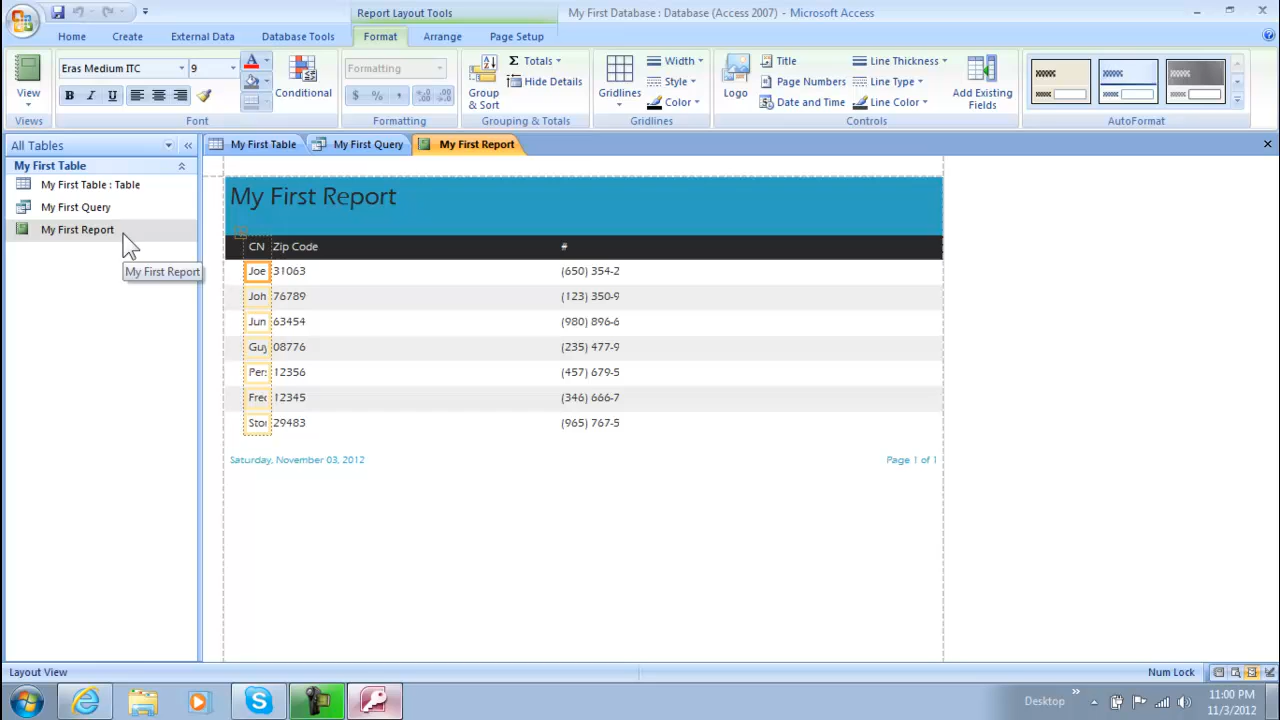 Report Layout Tools
My First Database : Database (Access 2007) - Microsoft Access
Home Create External Data Database Tools Format Arrange Page Setup
View
Views
Eras Medium ITC 9
B I U A
Conditional
Font
Formatting
$ % ,
Formatting
Group & Sort
Σ Totals
Hide Details
Grouping & Totals
Gridlines
Width
Style
Color
Gridlines
Logo
Title
Page Numbers
Date and Time
Line Thickness
Line Type
Line Color
Add Existing Fields
Controls
AutoFormat
All Tables
My First Table
My First Table : Table
My First Query
My First Report
My First Report
My First Table My First Query My First Report
My First Report
CN Zip Code #
Joe 31063 (650) 354-2
Joh 76789 (123) 350-9
Jun 63454 (980) 896-6
Guy 08776 (235) 477-9
Per 12356 (457) 679-5
Fre 12345 (346) 666-7
Sto 29483 (965) 767-5
Saturday, November 03, 2012 Page 1 of 1
Layout View Num Lock
Desktop
11:00 PM
11/3/2012